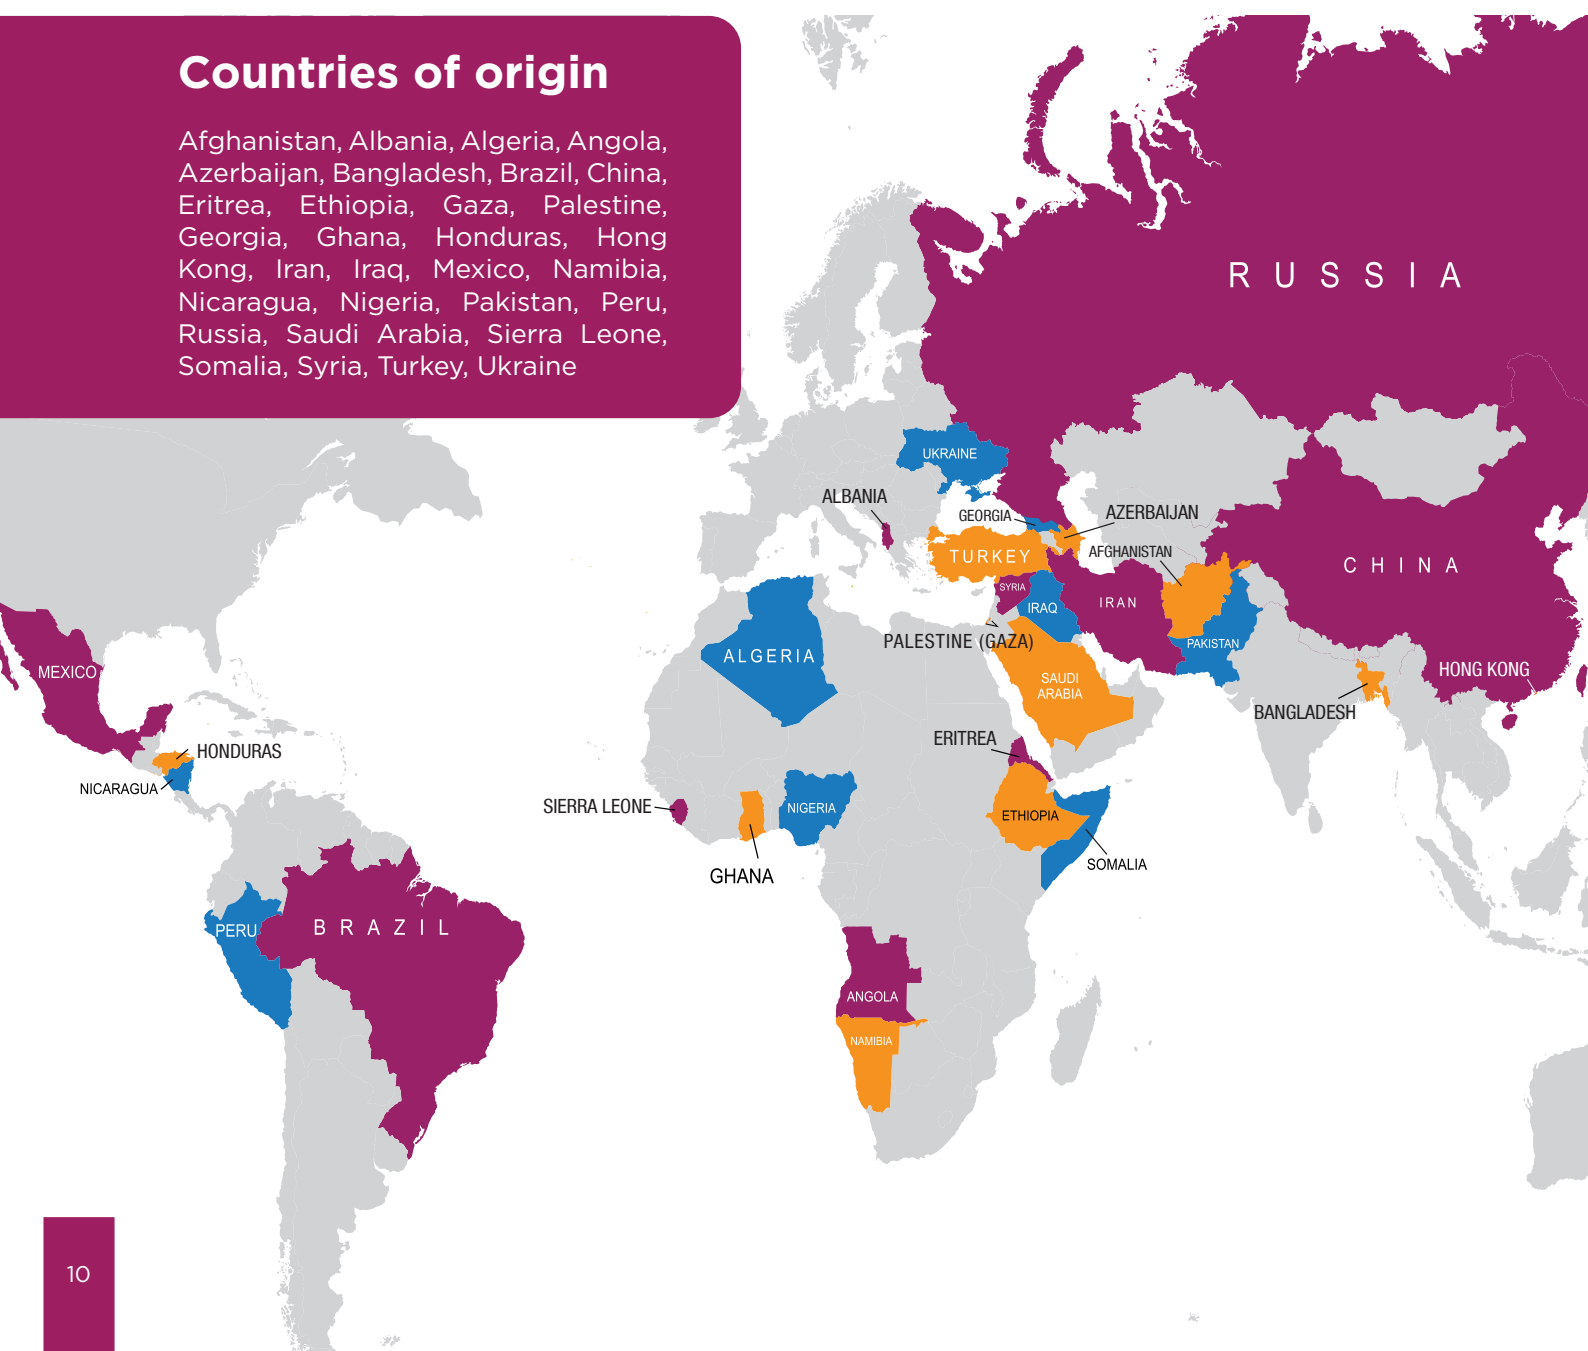 Countries of origin
Afghanistan, Albania, Algeria, Angola,
Azerbaijan, Bangladesh, Brazil, China,
Eritrea, Ethiopia, Gaza, Palestine,
Georgia, Ghana, Honduras, Hong
Kong, Iran, Iraq, Mexico, Namibia,
Nicaragua, Nigeria, Pakistan, Peru,
Russia, Saudi Arabia, Sierra Leone,
Somalia, Syria, Turkey, Ukraine
RUSSIA
UKRAINE
ALBANIA
GEORGIA
AZERBAIJAN
AFGHANISTAN
TURKEY
CHINA
SYRIA
IRAQ
IRAN
PALESTINE (GAZA)
PAKISTAN
ALGERIA
MEXICO
HONG KONG
SAUDI
ARABIA
BANGLADESH
ERITREA
HONDURAS
NICARAGUA
SIERRA LEONE
NIGERIA
ETHIOPIA
SOMALIA
GHANA
BRAZIL
PERU
ANGOLA
NAMIBIA
10